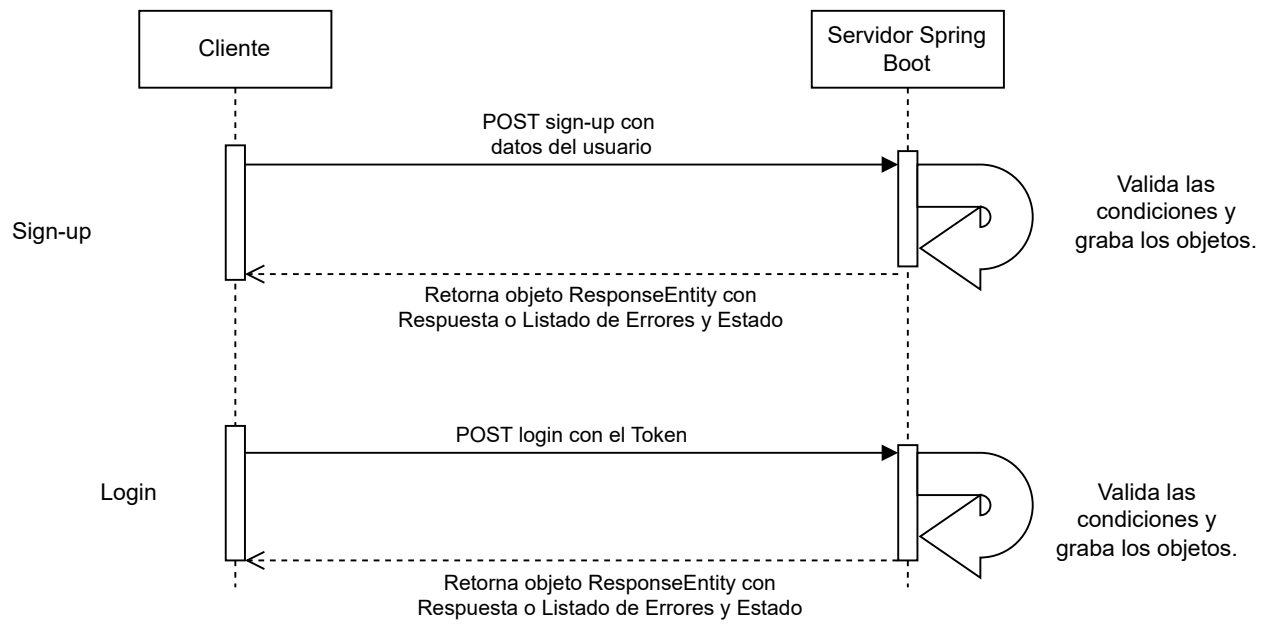 Cliente
Servidor Spring
Boot
POST sign-up con
datos del usuario
Valida las
condiciones y
graba los objetos.
Sign-up
Retorna objeto ResponseEntity con
Respuesta o Listado de Errores y Estado
POST login con el Token
Login
Valida las
condiciones y
graba los objetos.
Retorna objeto ResponseEntity con
Respuesta o Listado de Errores y Estado